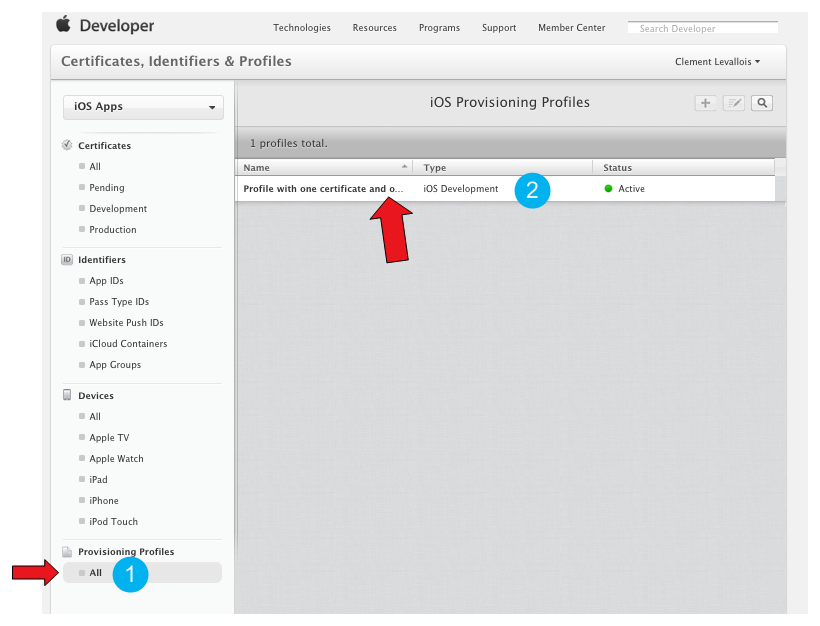 Developer
Technologies Resources Programs Support Member Center Search Developer
Certificates, Identifiers & Profiles
Clement Levallois
iOS Apps
iOS Provisioning Profiles
1 profiles total.
Name Type Status
Profile with one certificate and o... iOS Development 2 Active
Certificates
All
Pending
Development
Production
ID Identifiers
App IDs
Pass Type IDs
Website Push IDs
iCloud Containers
App Groups
Devices
All
Apple TV
Apple Watch
iPad
iPhone
iPod Touch
Provisioning Profiles
All 1